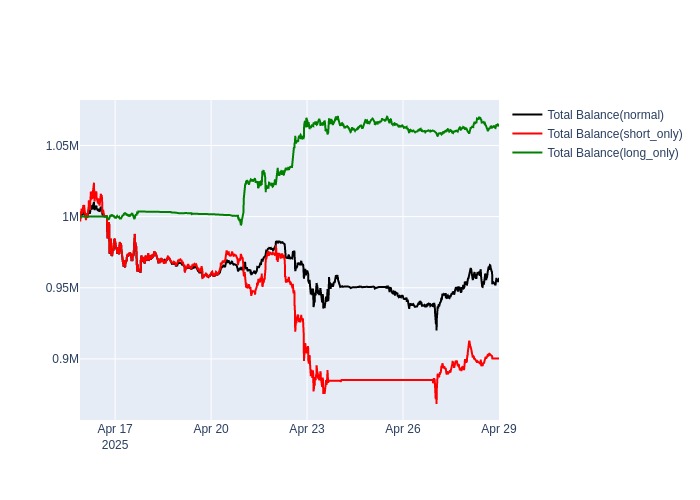 Total Balance(normal)
Total Balance(short_only)
Total Balance(long_only)
1.05M
1M
0.95M
0.9M
Apr 17
2025
Apr 20
Apr 23
Apr 26
Apr 29